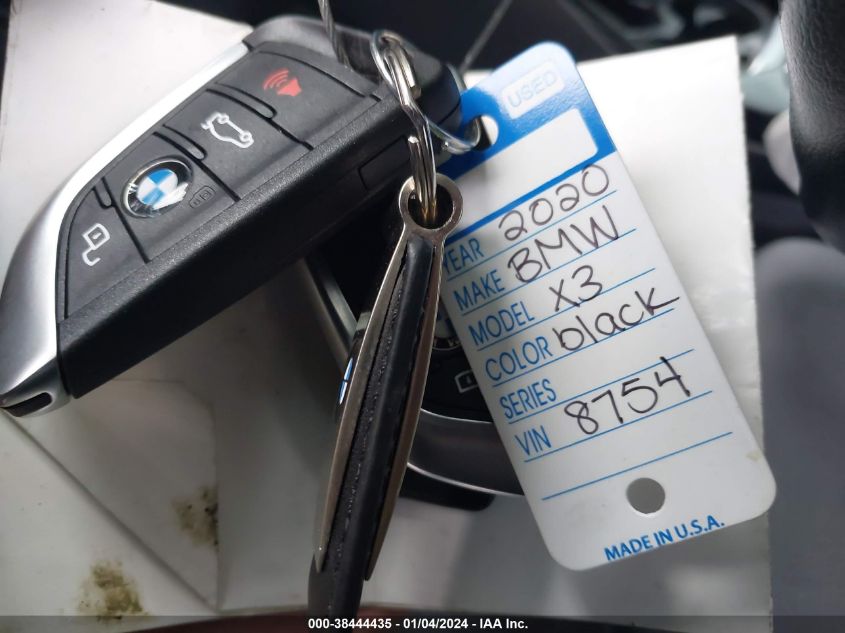 USED
YEAR 2020
MAKE BMW
MODEL X3
COLOR black
SERIES
VIN 8754
MADE IN U.S.A.
000-38444435 - 01/04/2024 - IAA Inc.